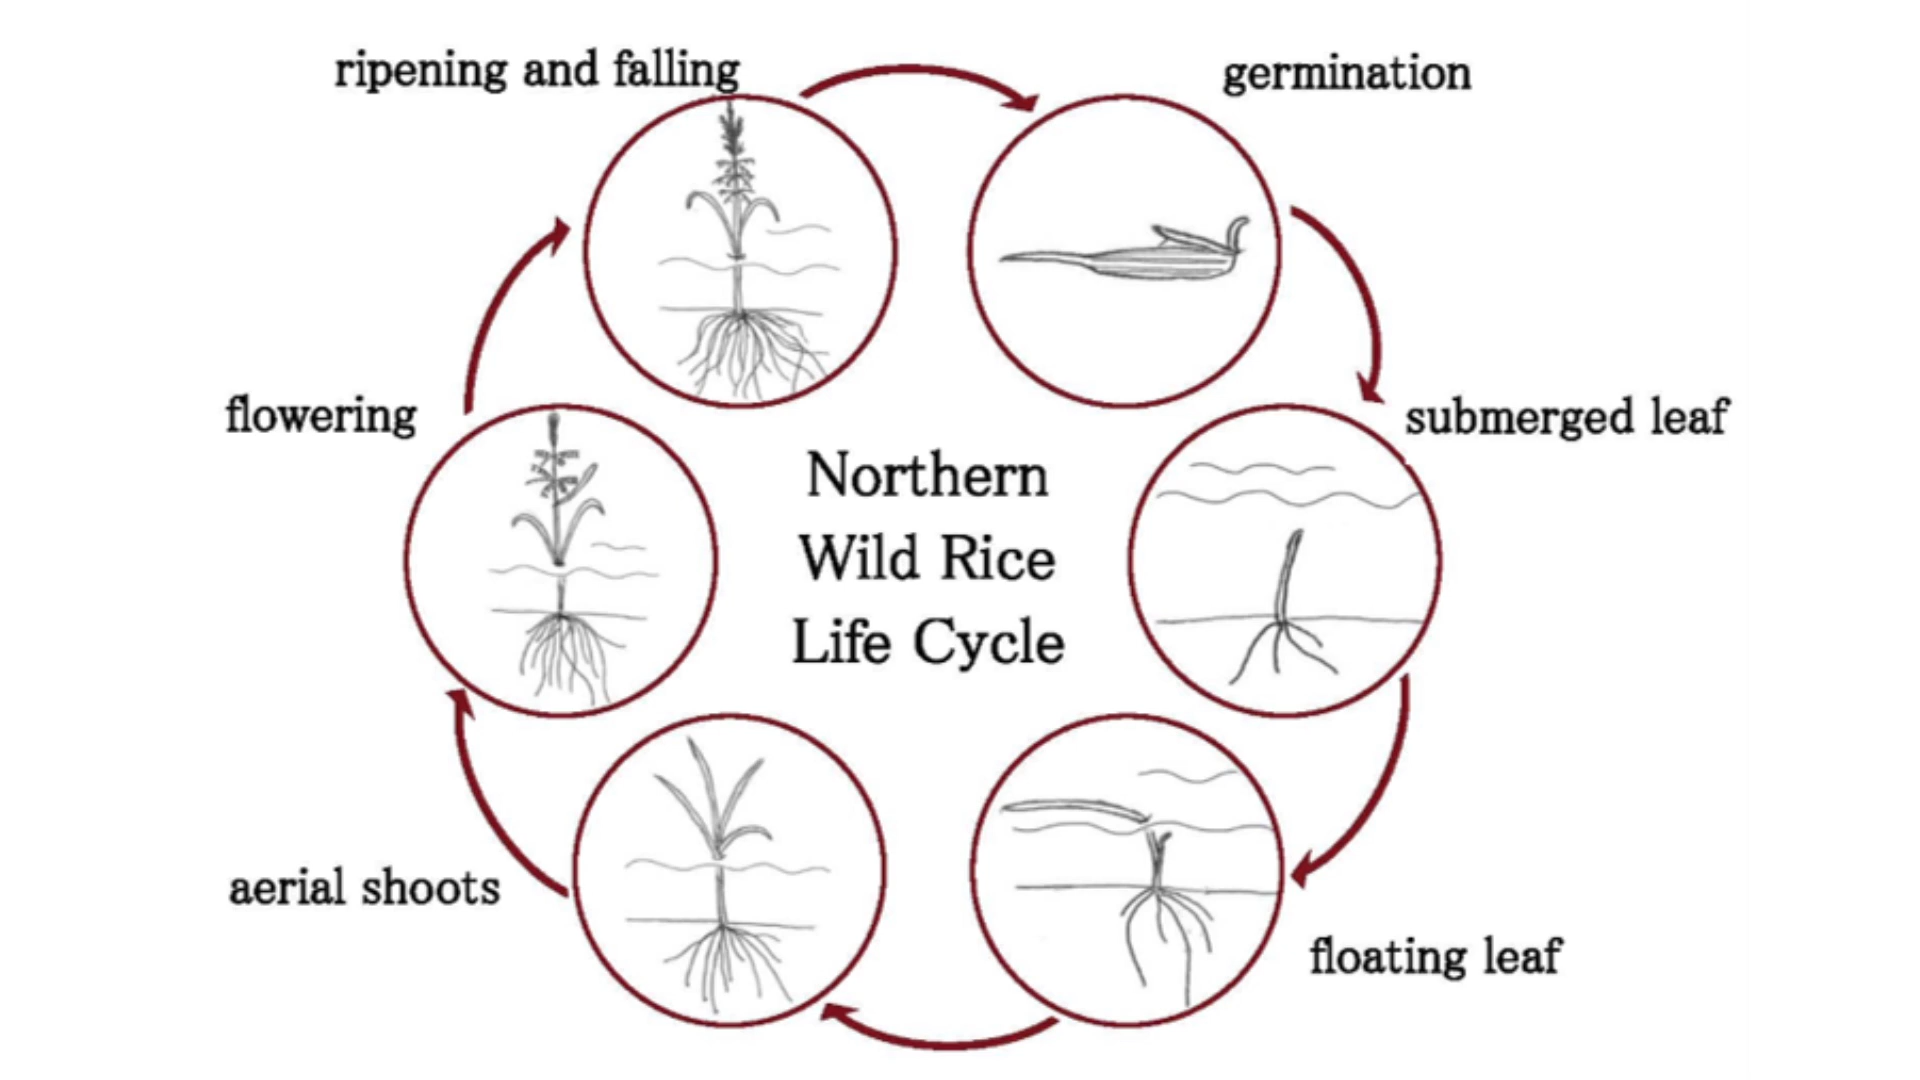 ripening and falling
germination
flowering
submerged leaf
Northern
Wild Rice
Life Cycle
aerial shoots
floating leaf